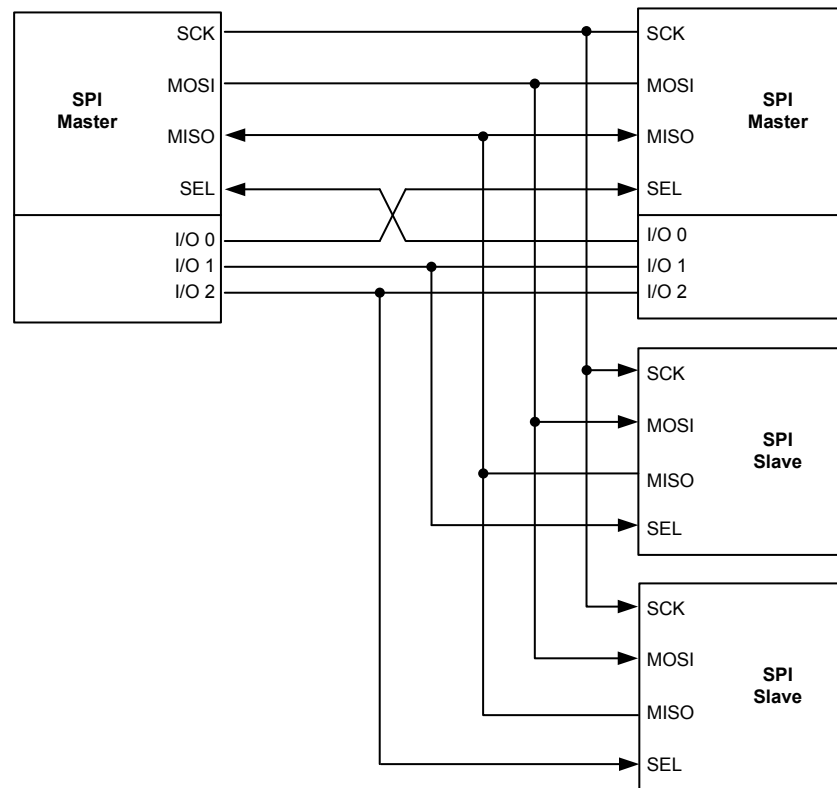 SCK
MOSI
SPI
Master
MISO
SEL
I/O 0
I/O 1
I/O 2
SCK
MOSI
SPI
Master
MISO
SEL
I/O 0
I/O 1
I/O 2
SCK
MOSI
SPI
Slave
MISO
SEL
SCK
MOSI
SPI
Slave
MISO
SEL